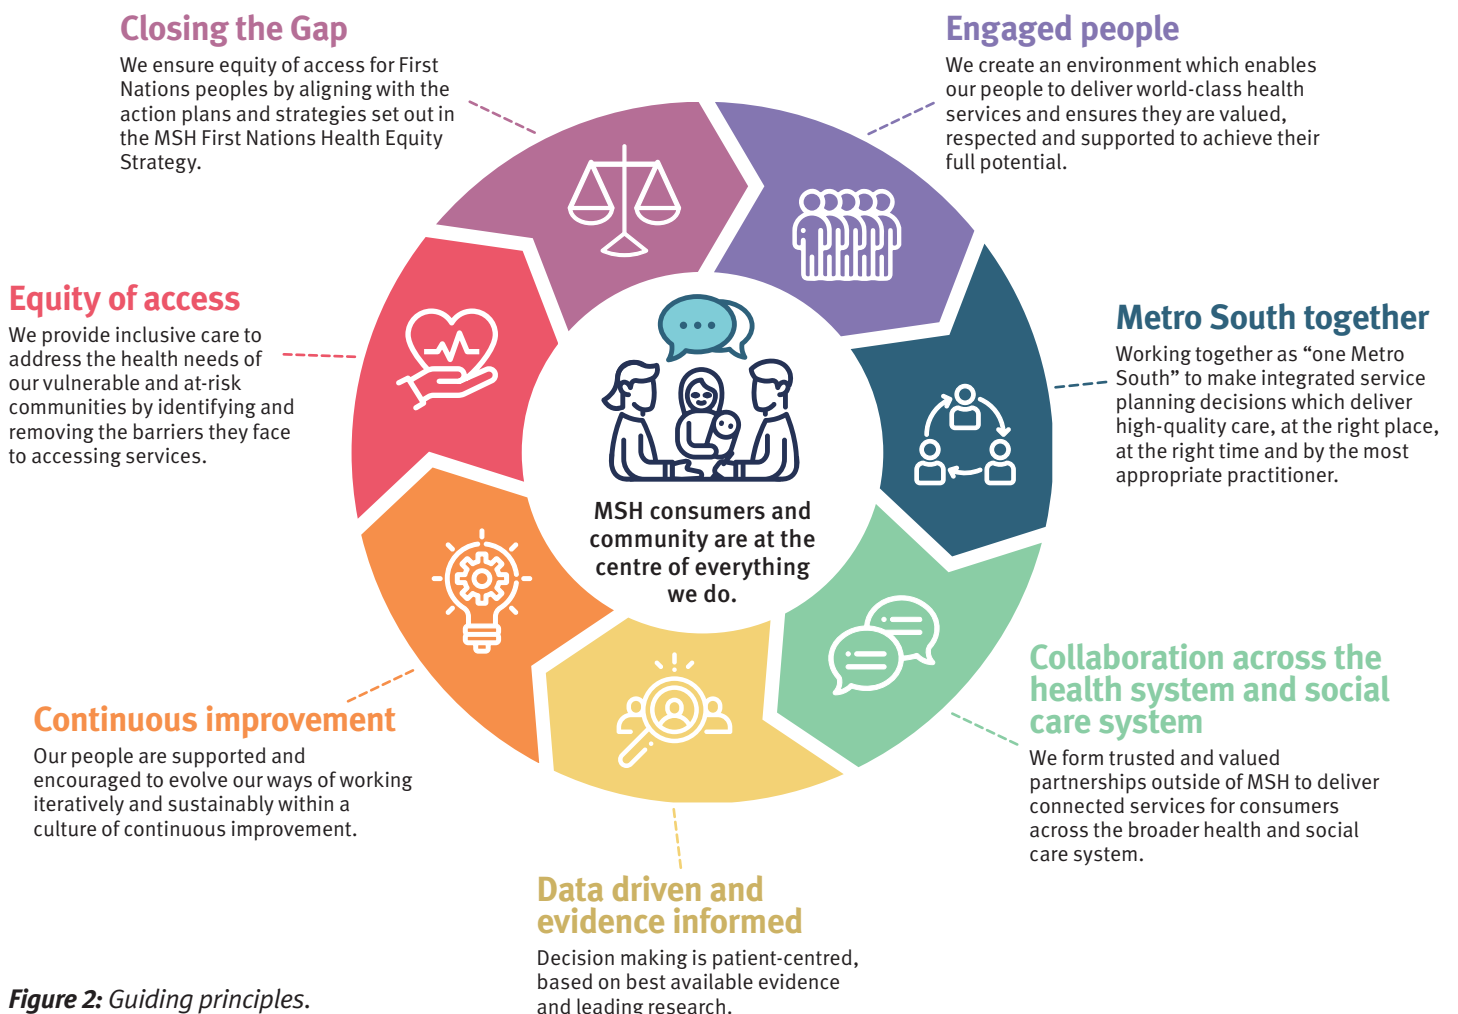 Closing the Gap
We ensure equity of access for First
Nations peoples by aligning with the
action plans and strategies set out in
the MSH First Nations Health Equity
Strategy.
Engaged people
We create an environment which enables
our people to deliver world-class health
services and ensures they are valued,
respected and supported to achieve their
full potential.
Equity of access
We provide inclusive care to
address the health needs of
our vulnerable and at-risk
communities by identifying and
removing the barriers they face
to accessing services.
Metro South together
Working together as “one Metro
South” to make integrated service
planning decisions which deliver
high-quality care, at the right place,
at the right time and by the most
appropriate practitioner.
MSH consumers and
community are at the
centre of everything
we do.
Collaboration across the
health system and social
care system
We form trusted and valued
partnerships outside of MSH to deliver
connected services for consumers
across the broader health and social
care system.
Continuous improvement
Our people are supported and
encouraged to evolve our ways of working
iteratively and sustainably within a
culture of continuous improvement.
Data driven and
evidence informed
Decision making is patient-centred,
based on best available evidence
and leading research.
Figure 2: Guiding principles.